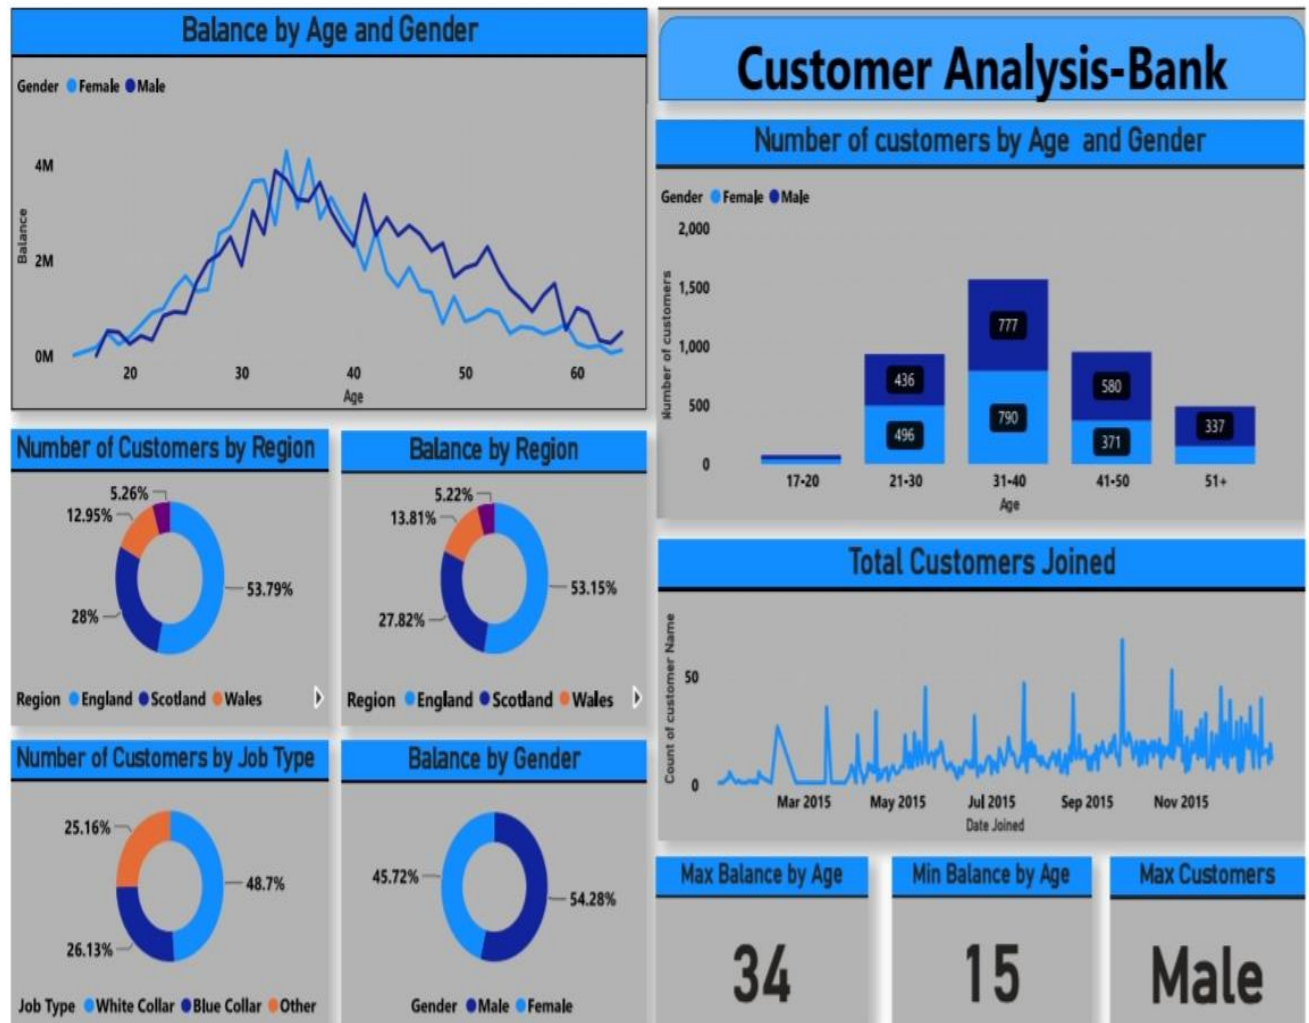 Balance by Age and Gender
Gender Female Male
4M
2M
0M
Balance
20 30 40 50 60
Age
Customer Analysis-Bank
Number of customers by Age and Gender
Gender Female Male
2,000
1,500
1,000
500
0
Number of customers
777
436
580
790
496
371
337
17-20 21-30 31-40 41-50 51+
Age
Number of Customers by Region
5.26%
12.95%
53.79%
28%
Region England Scotland Wales
Balance by Region
5.22%
13.81%
53.15%
27.82%
Region England Scotland Wales
Total Customers Joined
Count of customer Name
50
0
Mar 2015 May 2015 Jul 2015 Sep 2015 Nov 2015
Date Joined
Number of Customers by Job Type
25.16%
48.7%
26.13%
Job Type White Collar Blue Collar Other
Balance by Gender
45.72%
54.28%
Gender Male Female
Max Balance by Age
34
Min Balance by Age
15
Max Customers
Male